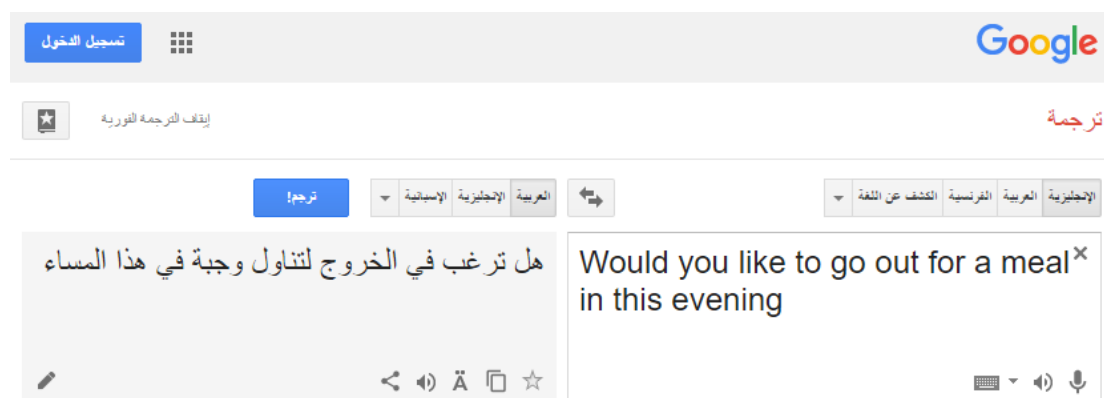 Google
تسجيل الدخول
ترجمة
إيقاف الترجمة الفورية
الإنجليزية العربية الفرنسية الكشف عن اللغة
العربية الإنجليزية الإسبانية
ترجم!
Would you like to go out for a meal
in this evening
هل ترغب في الخروج لتناول وجبة في هذا المساء
Ä